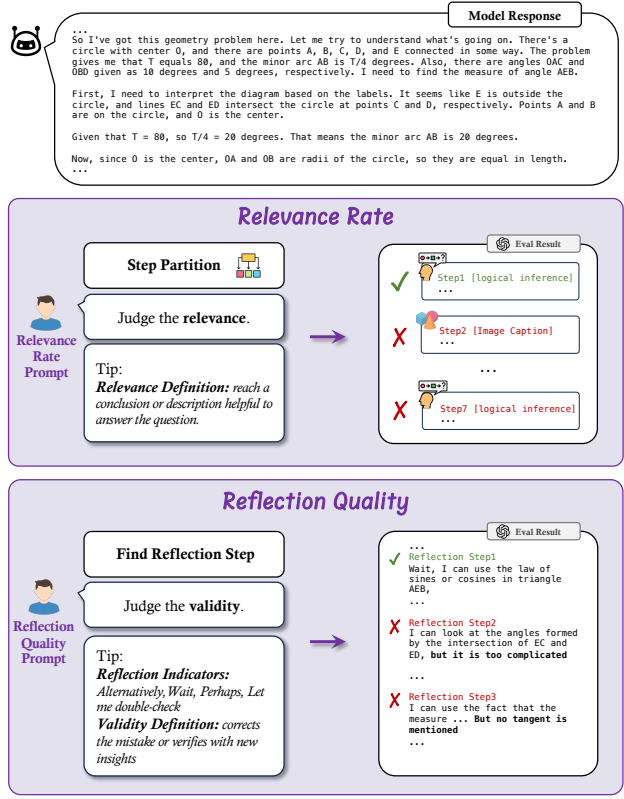 Model Response
...
So I've got this geometry problem here. Let me try to understand what's going on. There's a
circle with center O, and there are points A, B, C, D, and E connected in some way. The problem
gives me that T equals 80, and the minor arc AB is T/4 degrees. Also, there are angles OAC and
OBD given as 10 degrees and 5 degrees, respectively. I need to find the measure of angle AEB.
First, I need to interpret the diagram based on the labels. It seems like E is outside the
circle, and lines EC and ED intersect the circle at points C and D, respectively. Points A and B
are on the circle, and O is the center.
Given that T = 80, so T/4 = 20 degrees. That means the minor arc AB is 20 degrees.
Now, since O is the center, OA and OB are radii of the circle, so they are equal in length.
...
Relevance Rate
Relevance
Rate
Prompt
Step Partition
Judge the relevance.
Tip:
Relevance Definition: reach a
conclusion or description helpful to
answer the question.
Eval Result
Step1 [logical inference]
...
Step2 [Image Caption]
...
...
Step7 [logical inference]
...
Reflection Quality
Reflection
Quality
Prompt
Find Reflection Step
Judge the validity.
Tip:
Reflection Indicators:
Alternatively, Wait, Perhaps, Let
me double-check
Validity Definition: corrects
the mistake or verifies with new
insights
Eval Result
...
Reflection Step1
Wait, I can use the law of
sines or cosines in triangle
AEB,
...
Reflection Step2
I can look at the angles formed
by the intersection of EC and
ED, but it is too complicated
...
Reflection Step3
I can use the fact that the
measure ... But no tangent is
mentioned
...